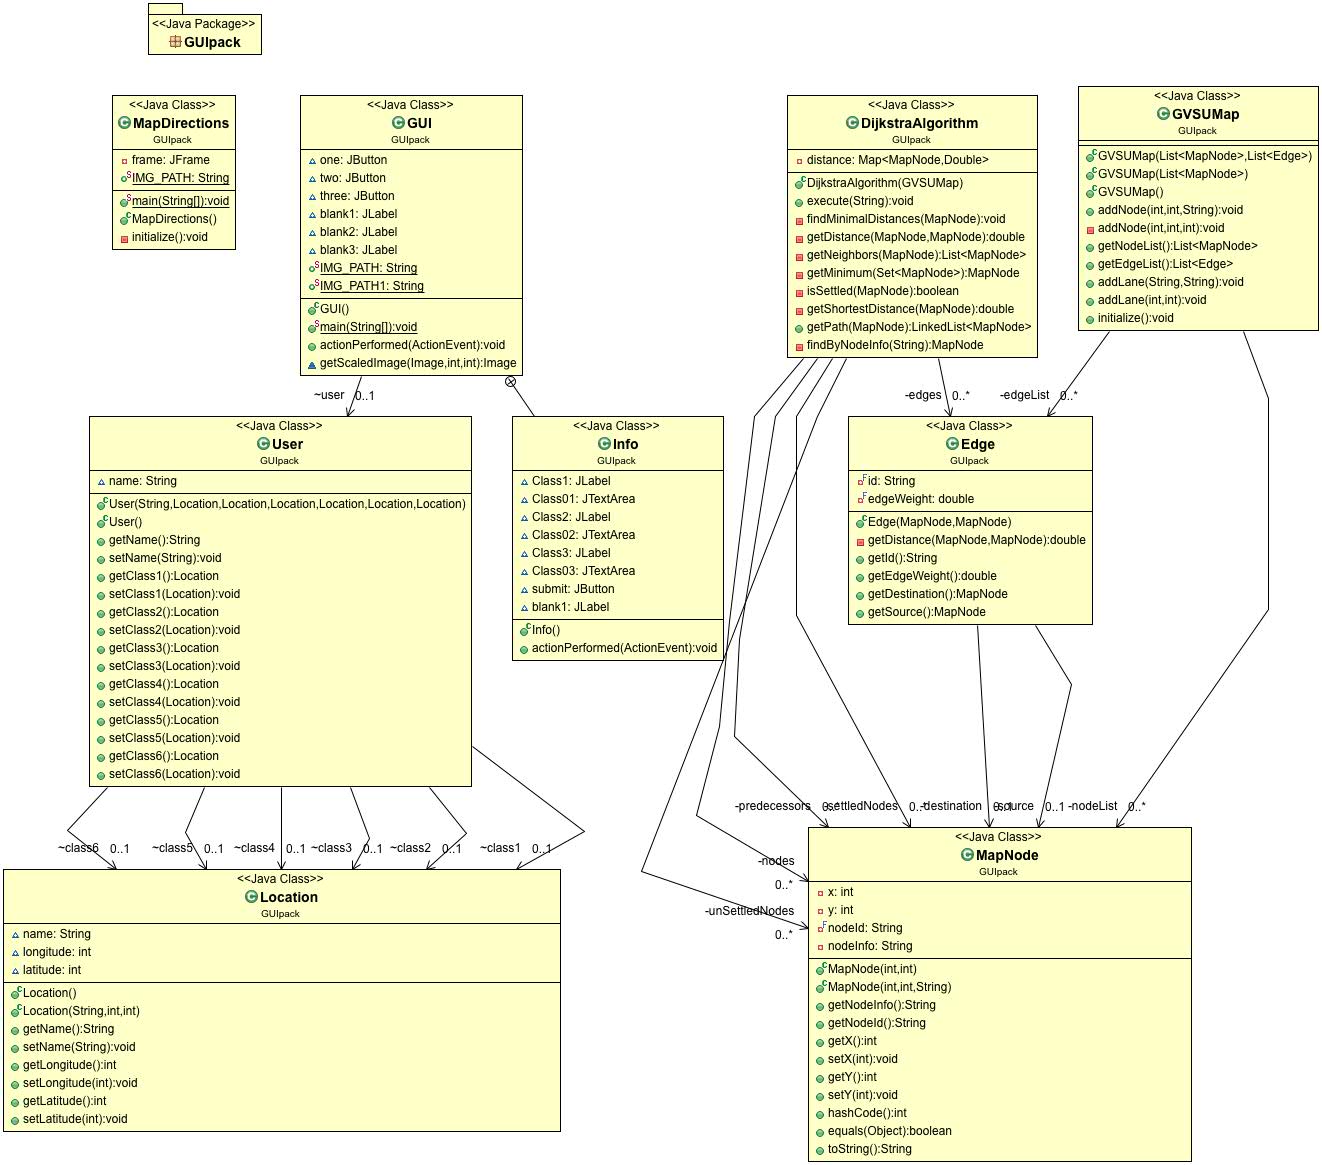 <<Java Package>>
GUIpack
<<Java Class>>
MapDirections
GUIpack
frame: JFrame
IMG_PATH: String
main(String[]):void
MapDirections()
initialize():void
<<Java Class>>
GUI
GUIpack
one: JButton
two: JButton
three: JButton
blank1: JLabel
blank2: JLabel
blank3: JLabel
IMG_PATH: String
IMG_PATH1: String
GUI()
main(String[]):void
actionPerformed(ActionEvent):void
getScaledImage(Image,int,int):Image
<<Java Class>>
DijkstraAlgorithm
GUIpack
distance: Map<MapNode,Double>
DijkstraAlgorithm(GVSUMap)
execute(String):void
findMinimalDistances(MapNode):void
getDistance(MapNode,MapNode):double
getNeighbors(MapNode):List<MapNode>
getMinimum(Set<MapNode>):MapNode
isSettled(MapNode):boolean
getShortestDistance(MapNode):double
getPath(MapNode):LinkedList<MapNode>
findByNodeInfo(String):MapNode
<<Java Class>>
GVSUMap
GUIpack
GVSUMap(List<MapNode>,List<Edge>)
GVSUMap(List<MapNode>)
GVSUMap()
addNode(int,int,String):void
addNode(int,int,int):void
getNodeList():List<MapNode>
getEdgeList():List<Edge>
addLane(String,String):void
addLane(int,int):void
initialize():void
~user 0..1
-edges 0..*
-edgeList 0..*
<<Java Class>>
User
GUIpack
name: String
User(String,Location,Location,Location,Location,Location,Location)
User()
getName():String
setName(String):void
getClass1():Location
setClass1(Location):void
getClass2():Location
setClass2(Location):void
getClass3():Location
setClass3(Location):void
getClass4():Location
setClass4(Location):void
getClass5():Location
setClass5(Location):void
getClass6():Location
setClass6(Location):void
<<Java Class>>
Info
GUIpack
Class1: JLabel
Class01: JTextArea
Class2: JLabel
Class02: JTextArea
Class3: JLabel
Class03: JTextArea
submit: JButton
blank1: JLabel
Info()
actionPerformed(ActionEvent):void
<<Java Class>>
Edge
GUIpack
id: String
edgeWeight: double
Edge(MapNode,MapNode)
getDistance(MapNode,MapNode):double
getId():String
getEdgeWeight():double
getDestination():MapNode
getSource():MapNode
~class6 0..1
~class5 0..1
~class4 0..1
~class3 0..1
~class2 0..1
~class1 0..1
-predecessors 0..*
-settledNodes 0..*
-destination 0..1
-source 0..1
-nodeList 0..*
-nodes
0..*
-unSettledNodes
0..*
<<Java Class>>
Location
GUIpack
name: String
longitude: int
latitude: int
Location()
Location(String,int,int)
getName():String
setName(String):void
getLongitude():int
setLongitude(int):void
getLatitude():int
setLatitude(int):void
<<Java Class>>
MapNode
GUIpack
x: int
y: int
nodeId: String
nodeInfo: String
MapNode(int,int)
MapNode(int,int,String)
getNodeInfo():String
getNodeId():String
getX():int
setX(int):void
getY():int
setY(int):void
hashCode():int
equals(Object):boolean
toString():String